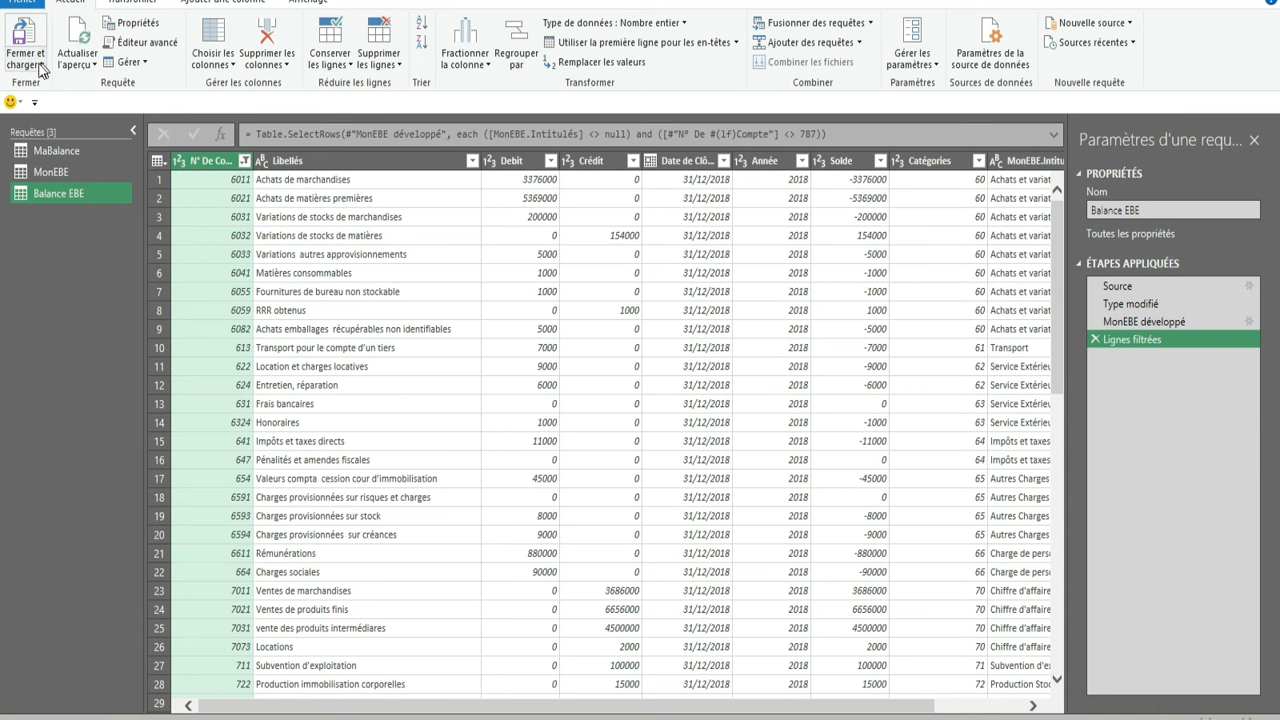 Fichier Accueil Transformer Ajouter une colonne Affichage
Fermer et charger
Fermer
Actualiser l'aperçu
Propriétés
Éditeur avancé
Gérer
Requête
Choisir les colonnes
Supprimer les colonnes
Gérer les colonnes
Conserver les lignes
Supprimer les lignes
Réduire les lignes
Trier
Fractionner la colonne
Regrouper par
Type de données : Nombre entier
Utiliser la première ligne pour les en-têtes
Remplacer les valeurs
Transformer
Fusionner des requêtes
Ajouter des requêtes
Combiner les fichiers
Combiner
Gérer les paramètres
Paramètres
Paramètres de la source de données
Sources de données
Nouvelle source
Sources récentes
Nouvelle requête
Requêtes [3]
MaBalance
MonEBE
Balance EBE
fx = Table.SelectRows(#"MonEBE développé", each ([MonEBE.Intitulés] <> null) and ([#"N° De #(lf)Compte"] <> 787))
N° De Co... Libellés Debit Crédit Date de Clô... Année Solde Catégories MonEBE.Intitu
1 6011 Achats de marchandises 3376000 0 31/12/2018 2018 -3376000 60 Achats et variat
2 6021 Achats de matières premières 5369000 0 31/12/2018 2018 -5369000 60 Achats et variat
3 6031 Variations de stocks de marchandises 200000 0 31/12/2018 2018 -200000 60 Achats et variat
4 6032 Variations de stocks de matières 0 154000 31/12/2018 2018 154000 60 Achats et variat
5 6033 Variations autres approvisionnements 5000 0 31/12/2018 2018 -5000 60 Achats et variat
6 6041 Matières consommables 1000 0 31/12/2018 2018 -1000 60 Achats et variat
7 6055 Fournitures de bureau non stockable 1000 0 31/12/2018 2018 -1000 60 Achats et variat
8 6059 RRR obtenus 0 1000 31/12/2018 2018 1000 60 Achats et variat
9 6082 Achats emballages récupérables non identifiables 5000 0 31/12/2018 2018 -5000 60 Achats et variat
10 613 Transport pour le compte d'un tiers 7000 0 31/12/2018 2018 -7000 61 Transport
11 622 Location et charges locatives 9000 0 31/12/2018 2018 -9000 62 Service Extérieu
12 624 Entretien, réparation 6000 0 31/12/2018 2018 -6000 62 Service Extérieu
13 631 Frais bancaires 0 0 31/12/2018 2018 0 63 Service Extérieu
14 6324 Honoraires 1000 0 31/12/2018 2018 -1000 63 Service Extérieu
15 641 Impôts et taxes directs 11000 0 31/12/2018 2018 -11000 64 Impôts et taxes
16 647 Pénalités et amendes fiscales 0 0 31/12/2018 2018 0 64 Impôts et taxes
17 654 Valeurs compta cession cour d'immobilisation 45000 0 31/12/2018 2018 -45000 65 Autres Charges
18 6591 Charges provisionnées sur risques et charges 0 0 31/12/2018 2018 0 65 Autres Charges
19 6593 Charges provisionnées sur stock 8000 0 31/12/2018 2018 -8000 65 Autres Charges
20 6594 Charges provisionnées sur créances 9000 0 31/12/2018 2018 -9000 65 Autres Charges
21 6611 Rémunérations 880000 0 31/12/2018 2018 -880000 66 Charge de pers
22 664 Charges sociales 90000 0 31/12/2018 2018 -90000 66 Charge de pers
23 7011 Ventes de marchandises 0 3686000 31/12/2018 2018 3686000 70 Chiffre d'affaire
24 7021 Ventes de produits finis 0 6656000 31/12/2018 2018 6656000 70 Chiffre d'affaire
25 7031 vente des produits intermédiares 0 4500000 31/12/2018 2018 4500000 70 Chiffre d'affaire
26 7073 Locations 0 2000 31/12/2018 2018 2000 70 Chiffre d'affaire
27 711 Subvention d'exploitation 0 100000 31/12/2018 2018 100000 71 Subvention d'ex
28 722 Production immobilisation corporelles 0 15000 31/12/2018 2018 15000 72 Production Stoc
29
Paramètres d'une requ...
PROPRIÉTÉS
Nom
Balance EBE
Toutes les propriétés
ÉTAPES APPLIQUÉES
Source
Type modifié
MonEBE développé
Lignes filtrées